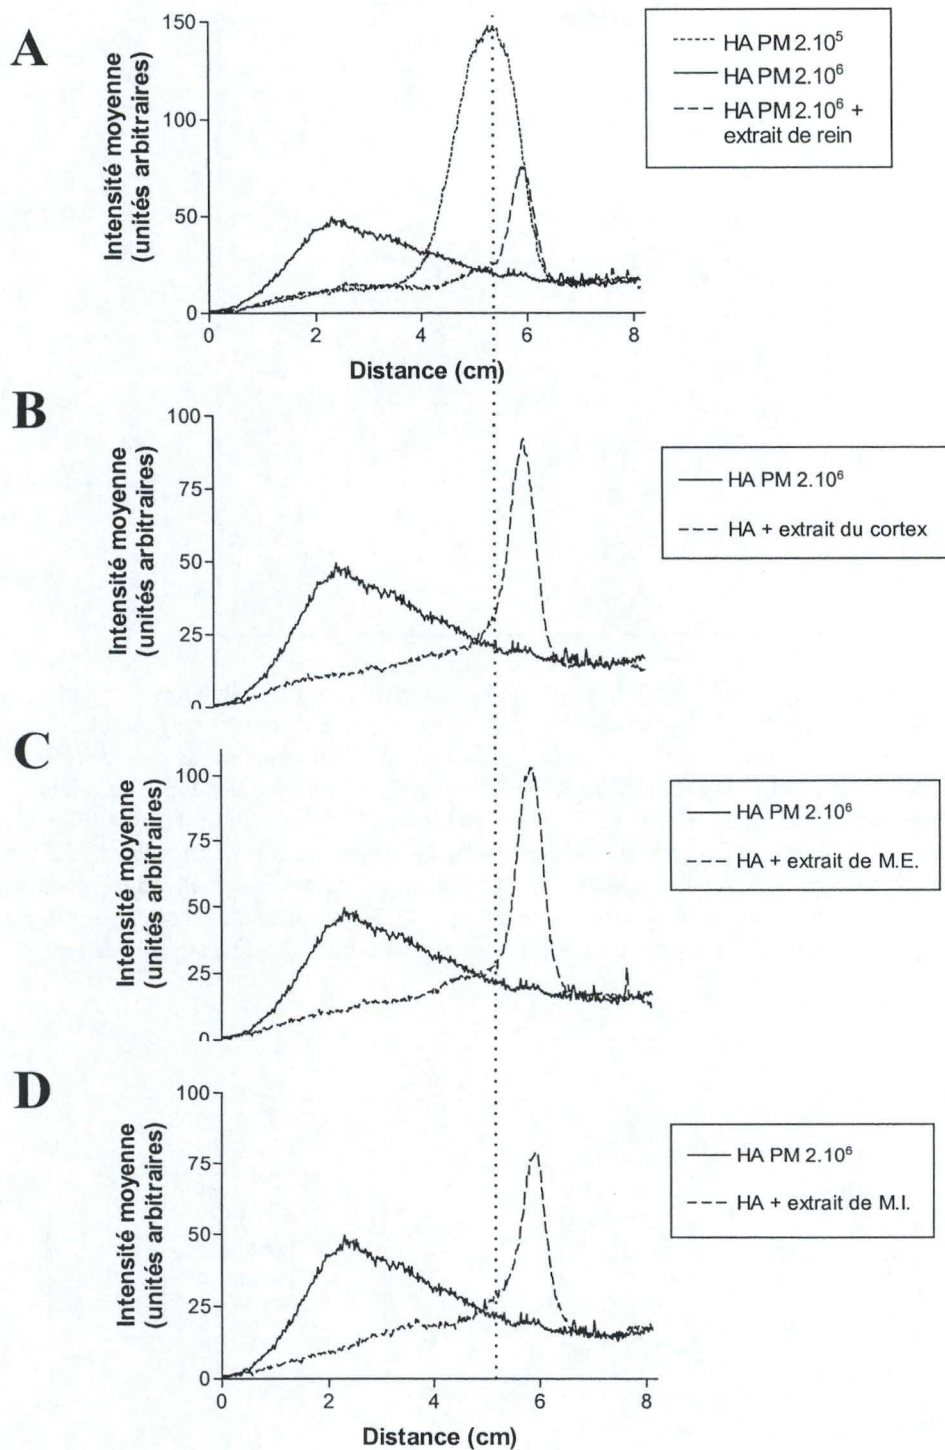 A
Intensité moyenne
(unités arbitraires)
150
100
50
0
0 2 4 6 8
Distance (cm)
HA PM 2.10⁵
HA PM 2.10⁶
HA PM 2.10⁶ +
extrait de rein
B
Intensité moyenne
(unités arbitraires)
100
75
50
25
0
HA PM 2.10⁶
HA + extrait du cortex
C
Intensité moyenne
(unités arbitraires)
100
75
50
25
0
HA PM 2.10⁶
HA + extrait de M.E.
D
Intensité moyenne
(unités arbitraires)
100
75
50
25
0
0 2 4 6 8
Distance (cm)
HA PM 2.10⁶
HA + extrait de M.I.